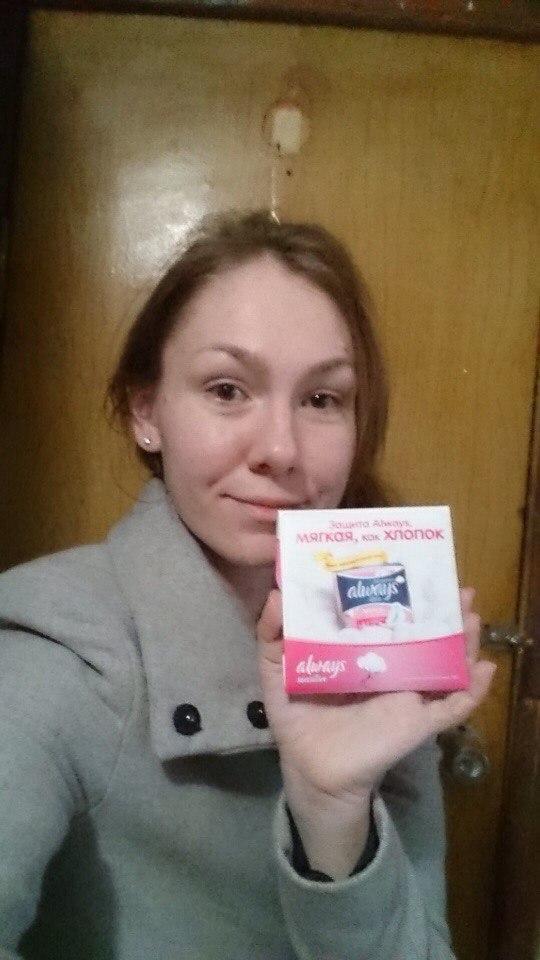 Защита Always,
МЯГКАЯ, как ХЛОПОК
always
always
sensitive